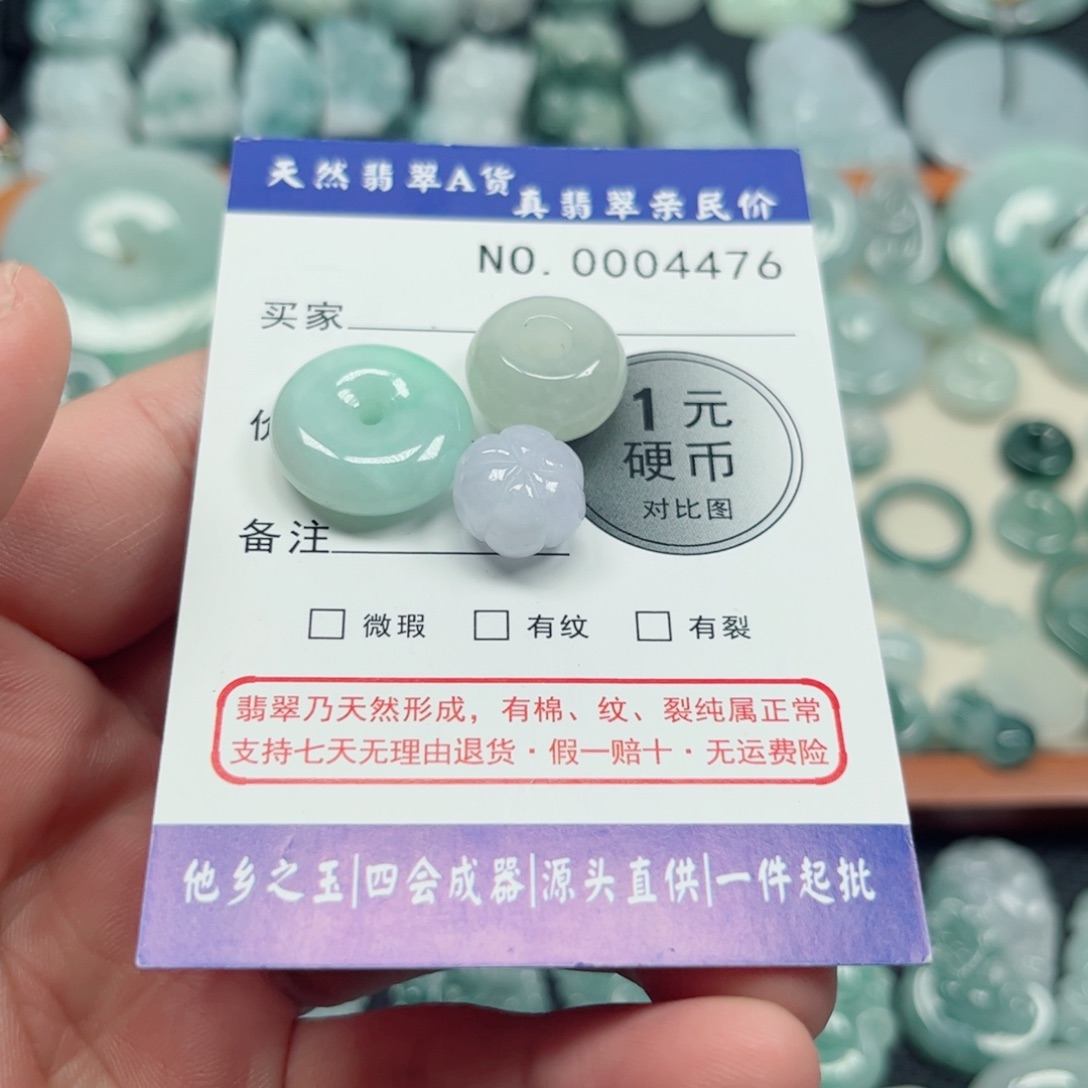 天然翡翠A货
真翡翠亲民价
NO. 0004476
买家
1元
硬币
对比图
备注
微瑕 有纹 有裂
翡翠乃天然形成，有棉、纹、裂纯属正常
支持七天无理由退货·假一赔十·无运费险
他乡之玉|四会成器|源头直供|一件起批